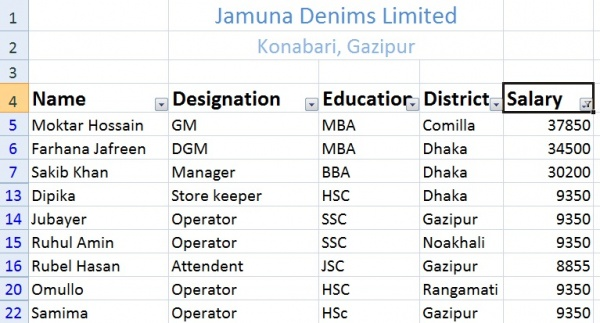 1 Jamuna Denims Limited
2 Konabari, Gazipur
3
4 Name Designation Education District Salary
5 Moktar Hossain GM MBA Comilla 37850
6 Farhana Jafreen DGM MBA Dhaka 34500
7 Sakib Khan Manager BBA Dhaka 30200
13 Dipika Store keeper HSC Dhaka 9350
14 Jubayer Operator SSC Gazipur 9350
15 Ruhul Amin Operator SSC Noakhali 9350
16 Rubel Hasan Attendent JSC Gazipur 8855
20 Omullo Operator HSC Rangamati 9350
22 Samima Operator HSc Gazipur 9350